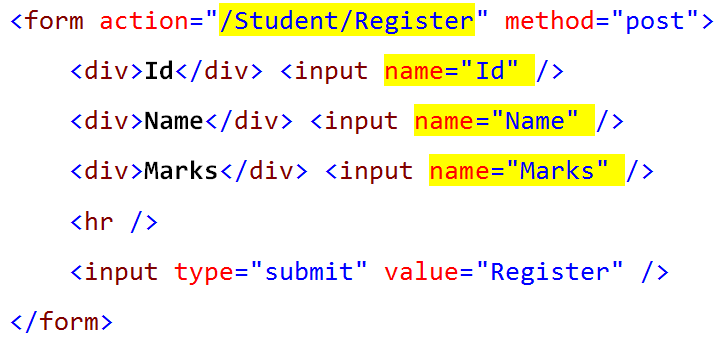 <form action="/Student/Register" method="post">
<div>Id</div> <input name="Id" />
<div>Name</div> <input name="Name" />
<div>Marks</div> <input name="Marks" />
<hr />
<input type="submit" value="Register" />
</form>